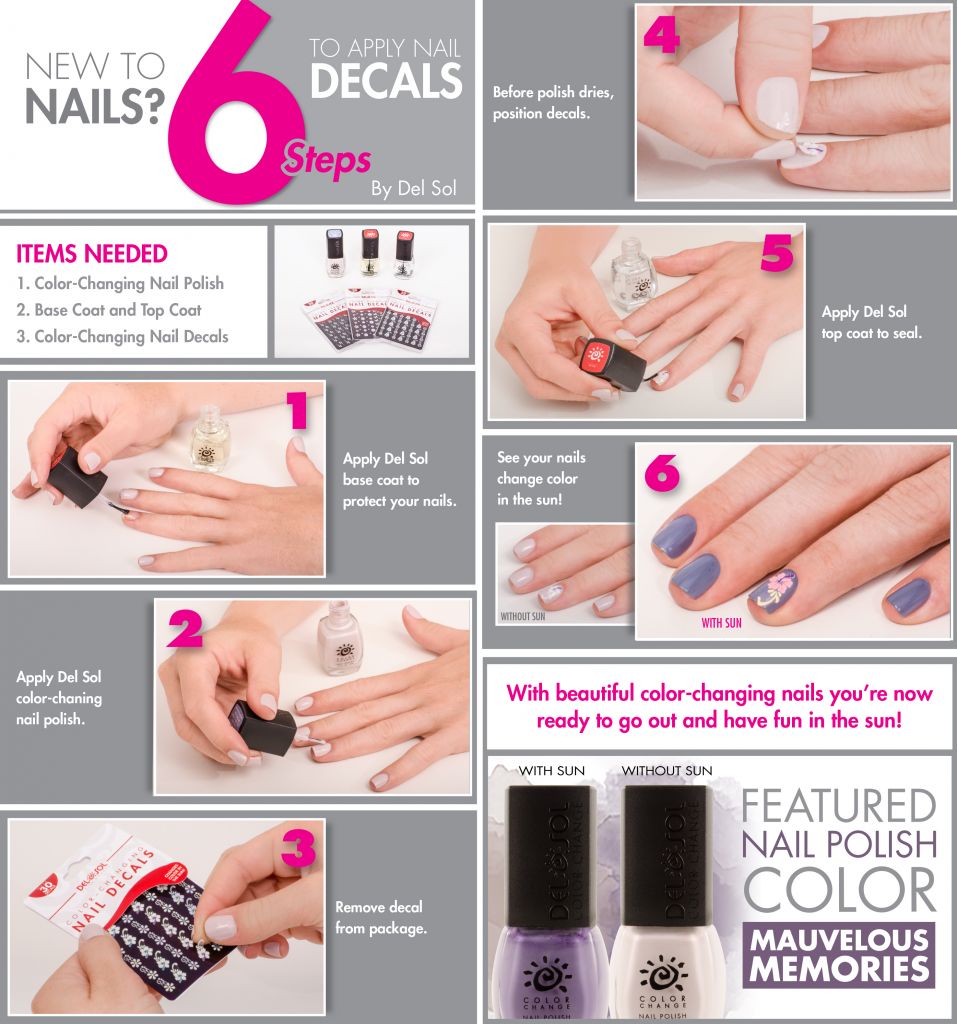 NEW TO
NAILS?
6
Steps
TO APPLY NAIL
DECALS
By Del Sol
ITEMS NEEDED
1. Color-Changing Nail Polish
2. Base Coat and Top Coat
3. Color-Changing Nail Decals
NAIL DECALS
NAIL DECALS
NAIL DECALS
1
Apply Del Sol
base coat to
protect your nails.
2
Apply Del Sol
color-chaning
nail polish.
3
30
DEL SOL
COLOR-CHANGING
NAIL DECALS
Remove decal
from package.
4
Before polish dries,
position decals.
5
Apply Del Sol
top coat to seal.
6
See your nails
change color
in the sun!
WITHOUT SUN
WITH SUN
With beautiful color-changing nails you’re now
ready to go out and have fun in the sun!
WITH SUN
WITHOUT SUN
DEL SOL
COLOR CHANGE
DEL SOL
COLOR CHANGE
COLOR
CHANGE
NAIL POLISH
COLOR
CHANGE
NAIL POLISH
FEATURED
NAIL POLISH
COLOR
MAUVELOUS
MEMORIES